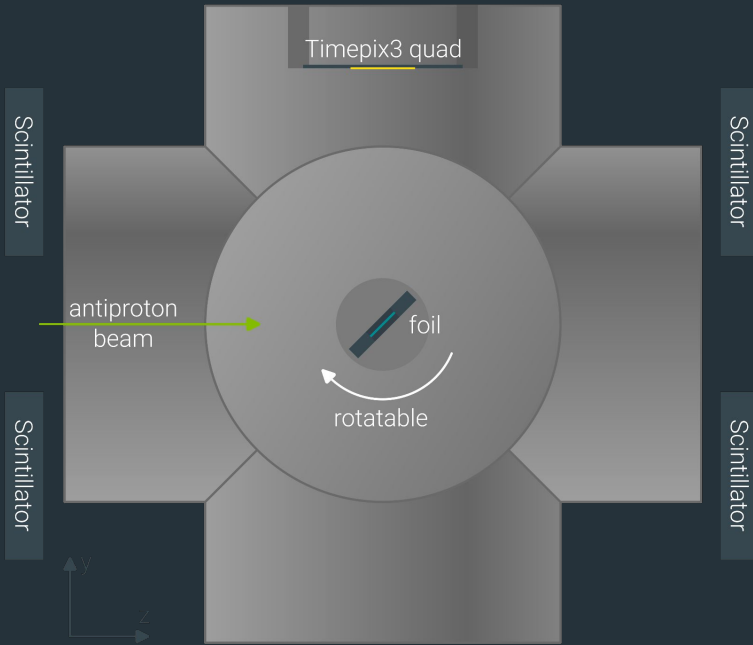 Timepix3 quad
Scintillator
Scintillator
antiproton
beam
foil
rotatable
Scintillator
Scintillator
y
z